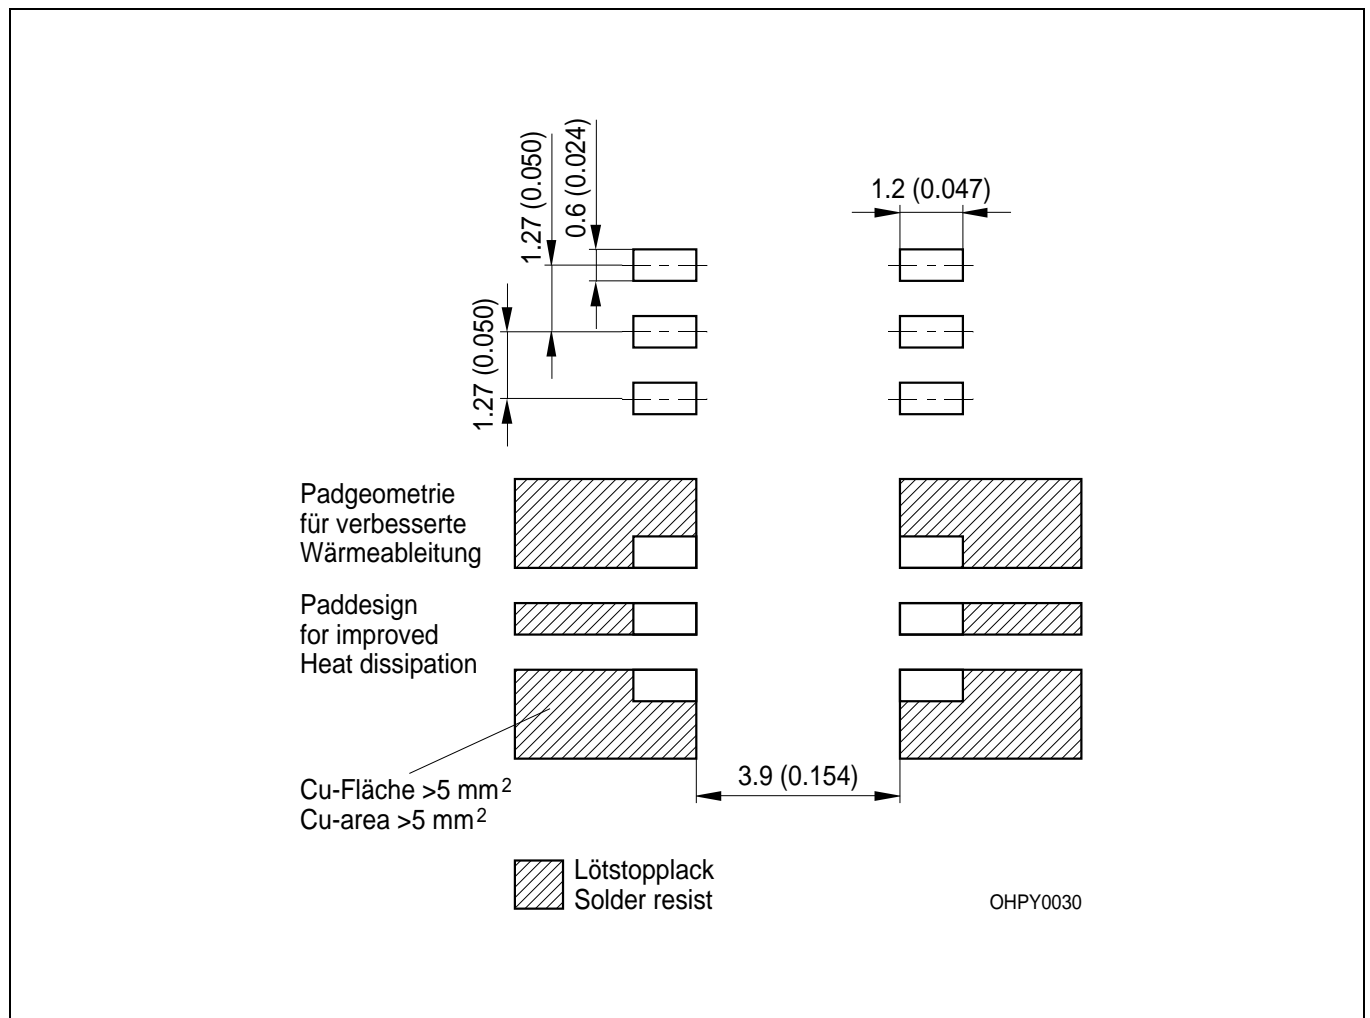 1.27 (0.050)
0.6 (0.024)
1.2 (0.047)
1.27 (0.050)
Padgeometrie
für verbesserte
Wärmeableitung
Paddesign
for improved
Heat dissipation
3.9 (0.154)
Cu-Fläche >5 mm²
Cu-area >5 mm²
Lötstopplack
Solder resist
OHPY0030